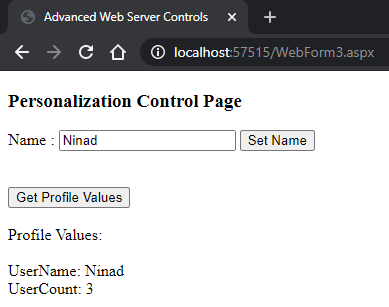 Advanced Web Server Controls
localhost:57515/WebForm3.aspx
Personalization Control Page
Name : Ninad Set Name
Get Profile Values
Profile Values:
UserName: Ninad
UserCount: 3